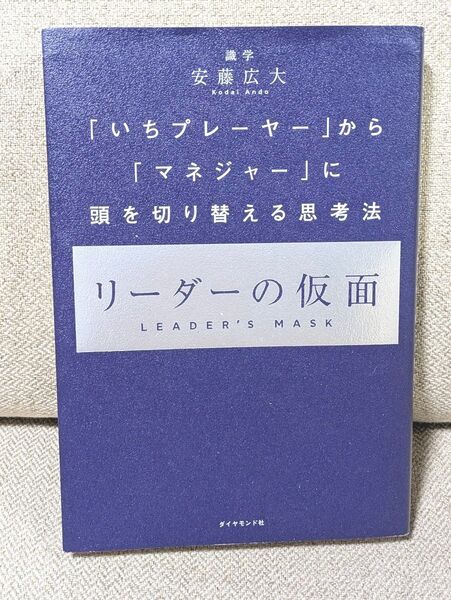 識学
安藤広大
Kodai Ando
「いちプレーヤー」から
「マネジャー」に
頭を切り替える思考法
リーダーの仮面
LEADER'S MASK
ダイヤモンド社